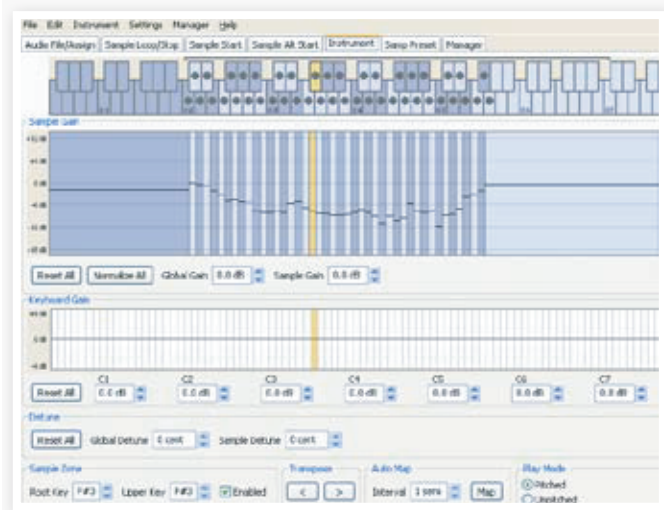 File Edit Instrument Settings Manager Help
Audio File/Assign Sample Loop/Stop Sample Start Sample Alt Start Instrument Samp Preset Manager
Sample Gain
0 dB
Reset All Normalize All Global Gain 0.0 dB Sample Gain 0.0 dB
Keyboard Gain
0 dB
C1 C2 C3 C4 C5 C6 C7
Reset All 0.0 dB 0.0 dB 0.0 dB 0.0 dB 0.0 dB 0.0 dB 0.0 dB
Detune
Reset All Global Detune 0 cent Sample Detune 0 cent
Sample Zone Transpose Auto Map Play Mode
Root Key F#3 Upper Key F#3 Enabled < > Interval 1 semi Map Pitched
Unpitched